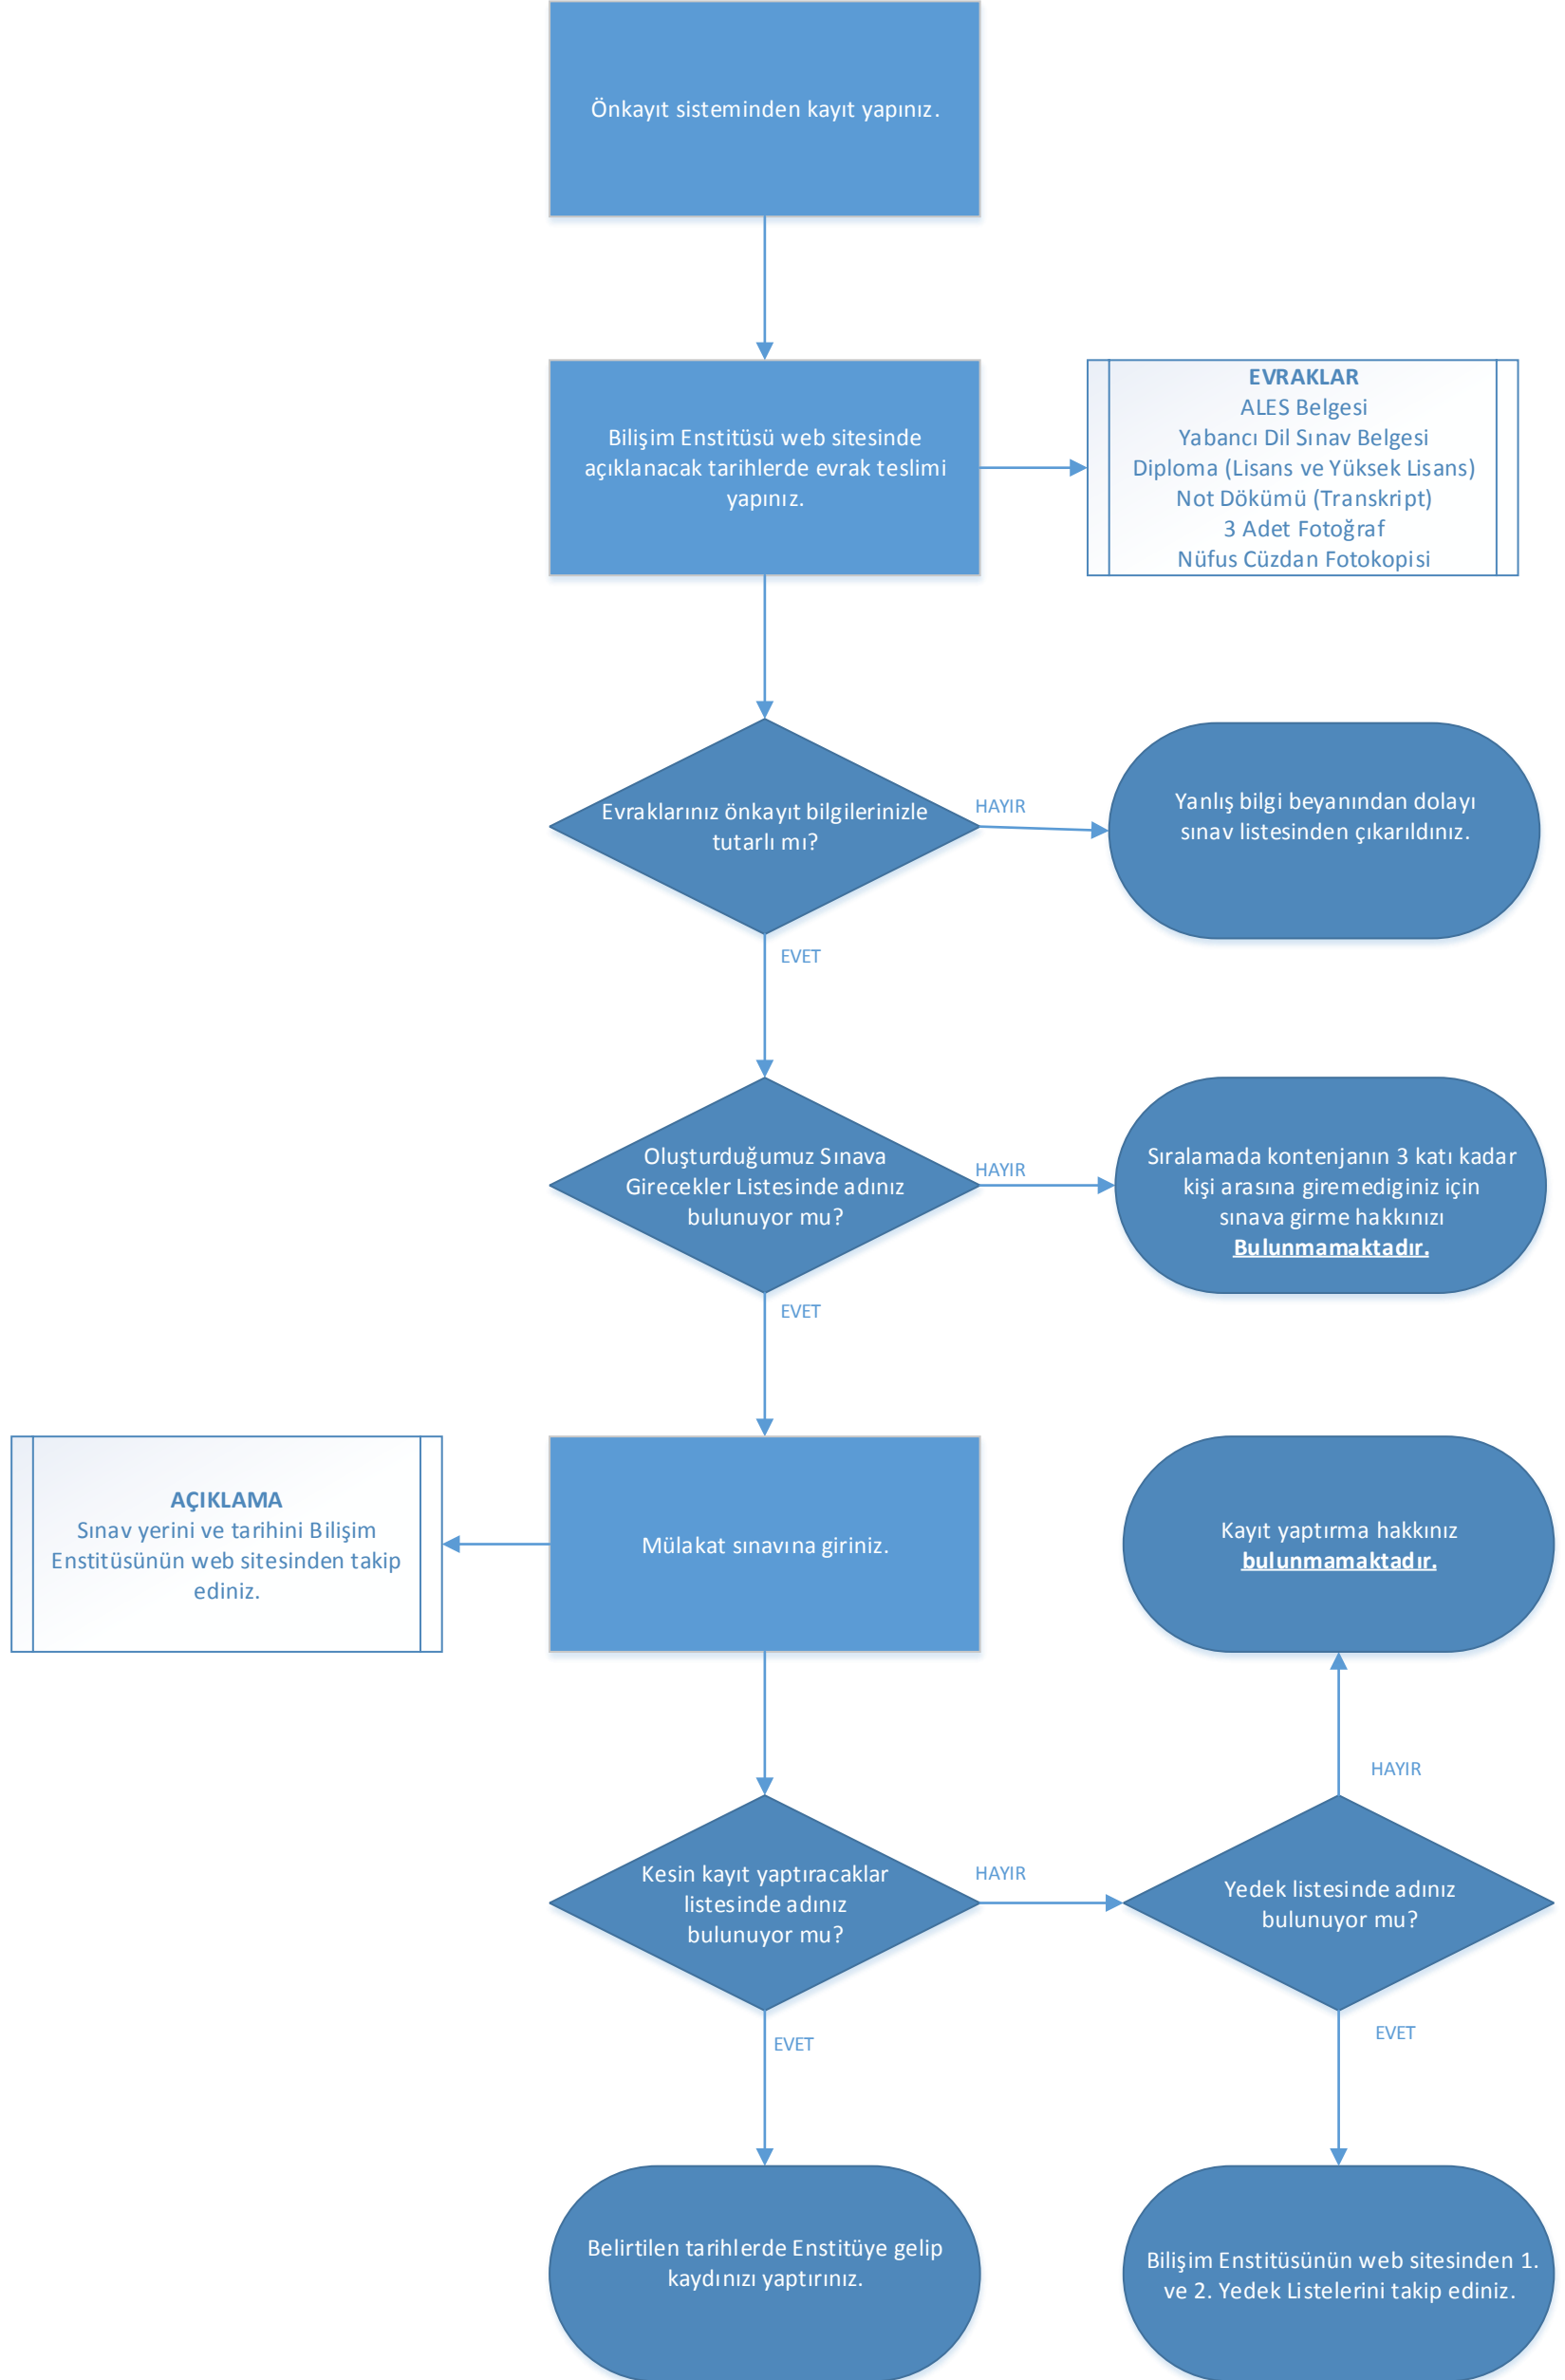 Önkayıt sisteminden kayıt yapınız.
Bilişim Enstitüsü web sitesinde
açıklanacak tarihlerde evrak teslimi
yapınız.
EVRAKLAR
ALES Belgesi
Yabancı Dil Sınav Belgesi
Diploma (Lisans ve Yüksek Lisans)
Not Dökümü (Transkript)
3 Adet Fotoğraf
Nüfus Cüzdan Fotokopisi
Evraklarınız önkayıt bilgilerinizle
tutarlı mı?
HAYIR
Yanlış bilgi beyanından dolayı
sınav listesinden çıkarıldınız.
EVET
Oluşturduğumuz Sınava
Girecekler Listesinde adınız
bulunuyor mu?
HAYIR
Sıralamada kontenjanın 3 katı kadar
kişi arasına giremediginiz için
sınava girme hakkınızı
Bulunmamaktadır.
EVET
AÇIKLAMA
Sınav yerini ve tarihini Bilişim
Enstitüsünün web sitesinden takip
ediniz.
Mülakat sınavına giriniz.
Kayıt yaptırma hakkınız
bulunmamaktadır.
HAYIR
Kesin kayıt yaptıracaklar
listesinde adınız
bulunuyor mu?
HAYIR
Yedek listesinde adınız
bulunuyor mu?
EVET
EVET
Belirtilen tarihlerde Enstitüye gelip
kaydınızı yaptırınız.
Bilişim Enstitüsünün web sitesinden 1.
ve 2. Yedek Listelerini takip ediniz.